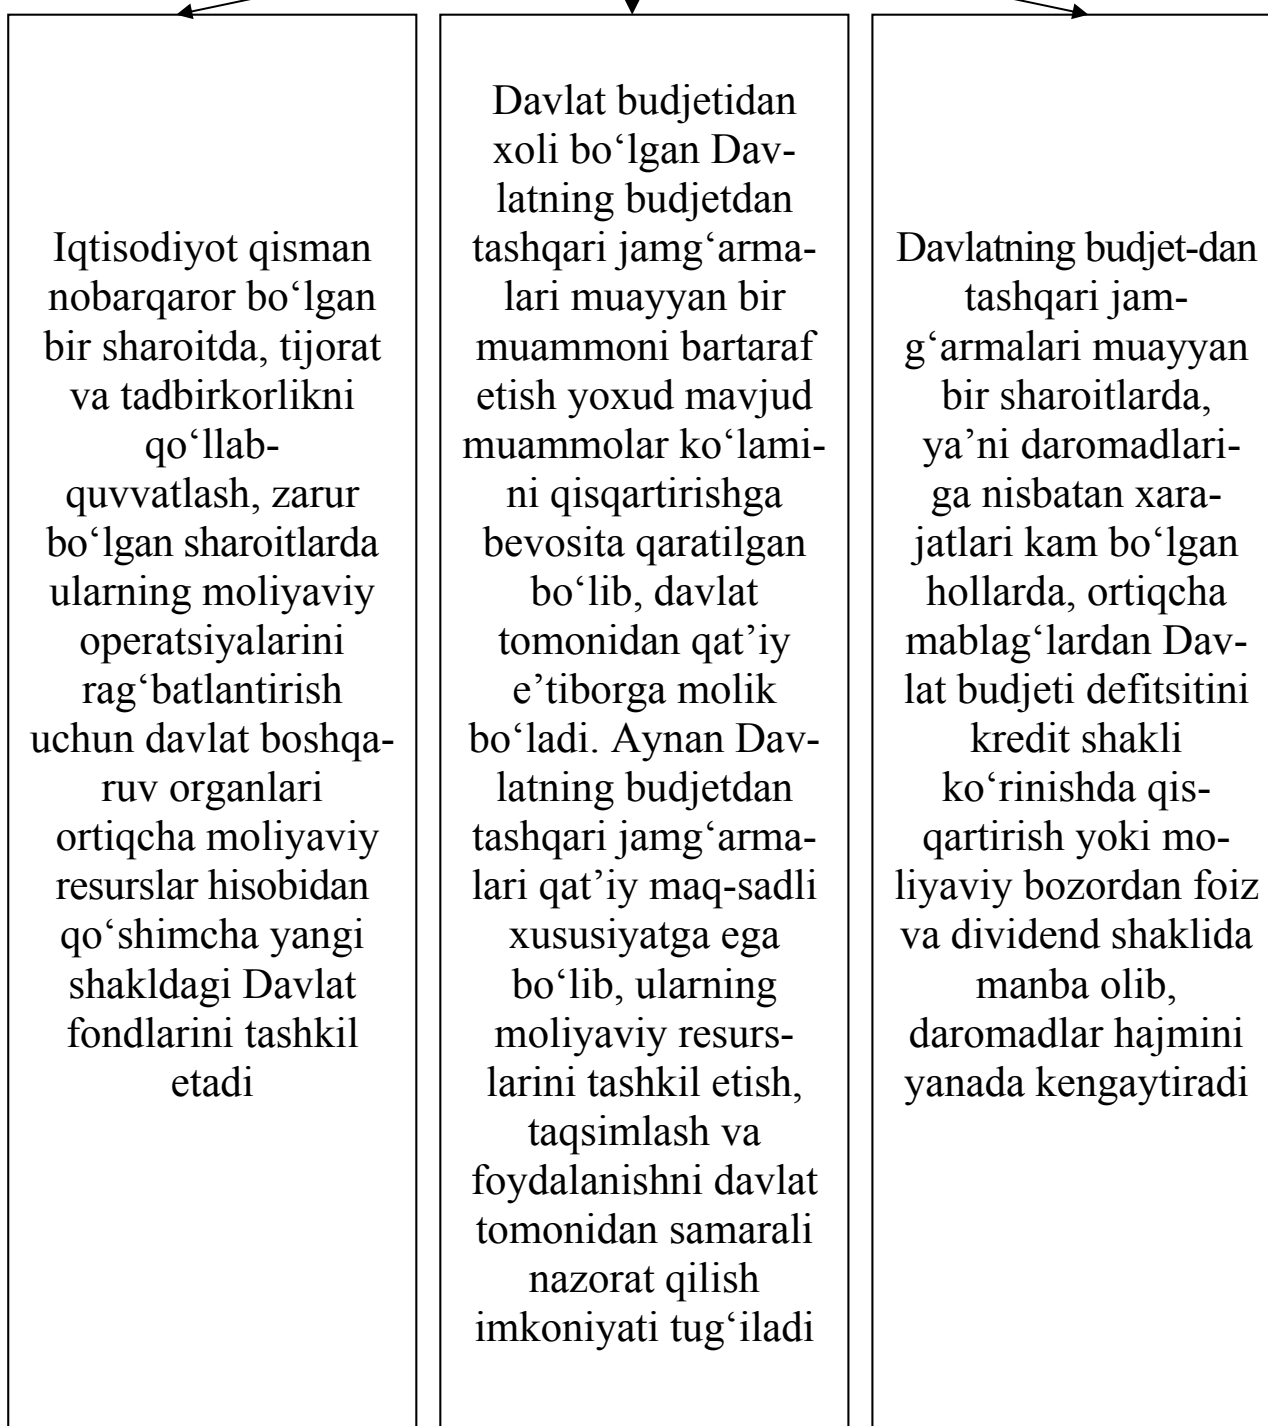 Iqtisodiyot qisman
nobarqaror bo‘lgan
bir sharoitda, tijorat
va tadbirkorlikni
qo‘llab-
quvvatlash, zarur
bo‘lgan sharoitlarda
ularning moliyaviy
operatsiyalarini
rag‘batlantirish
uchun davlat boshqa-
ruv organlari
ortiqcha moliyaviy
resurslar hisobidan
qo‘shimcha yangi
shakldagi Davlat
fondlarini tashkil
etadi
Davlat budjetidan
xoli bo‘lgan Dav-
latning budjetdan
tashqari jamg‘arma-
lari muayyan bir
muammoni bartaraf
etish yoxud mavjud
muammolar ko‘lami-
ni qisqartirishga
bevosita qaratilgan
bo‘lib, davlat
tomonidan qat’iy
e’tiborga molik
bo‘ladi. Aynan Dav-
latning budjetdan
tashqari jamg‘arma-
lari qat’iy maq-sadli
xususiyatga ega
bo‘lib, ularning
moliyaviy resurs-
larini tashkil etish,
taqsimlash va
foydalanishni davlat
tomonidan samarali
nazorat qilish
imkoniyati tug‘iladi
Davlatning budjet-dan
tashqari jam-
g‘armalari muayyan
bir sharoitlarda,
ya’ni daromadlari-
ga nisbatan xara-
jatlari kam bo‘lgan
hollarda, ortiqcha
mablag‘lardan Dav-
lat budjeti defitsitini
kredit shakli
ko‘rinishda qis-
qartirish yoki mo-
liyaviy bozordan foiz
va dividend shaklida
manba olib,
daromadlar hajmini
yanada kengaytiradi